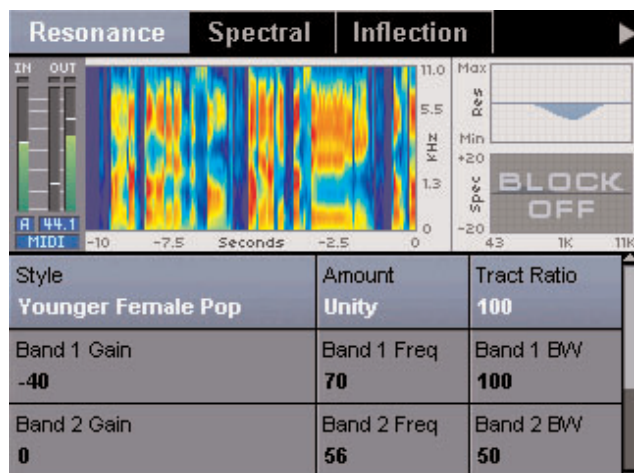 Resonance Spectral Inflection
IN OUT
11.0
5.5
KHz
1.3
0
A 44.1
MIDI
-10 -7.5 Seconds -2.5 0
Max
Res
Min
+20
Spec
-20
BLOCK
OFF
43 1K 11K
Style Amount Tract Ratio
Younger Female Pop Unity 100
Band 1 Gain Band 1 Freq Band 1 BW
-40 70 100
Band 2 Gain Band 2 Freq Band 2 BW
0 56 50